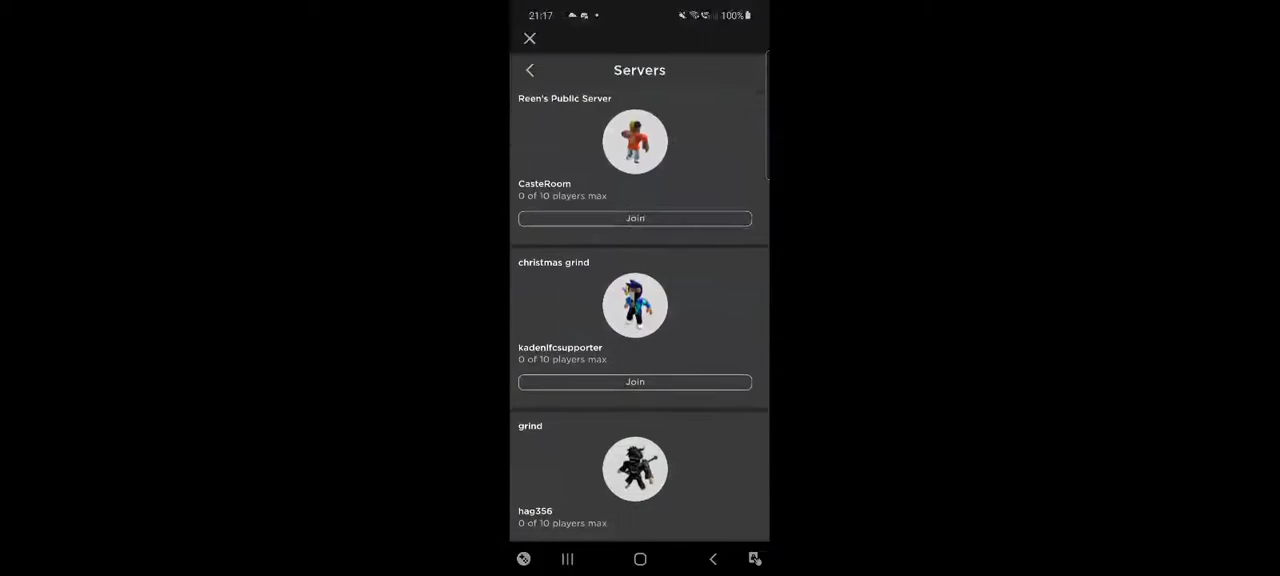 21:17
100%
Servers
Reen's Public Server
CasteRoom
0 of 10 players max
Join
christmas grind
kadenlfcsupporter
0 of 10 players max
Join
grind
hag356
0 of 10 players max